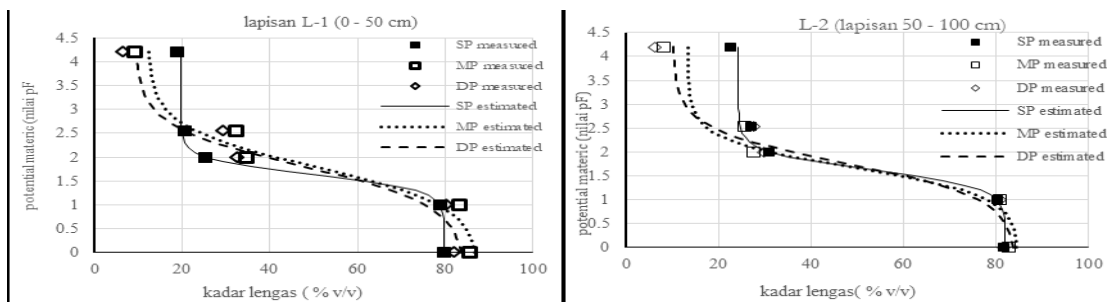 lapisan L-1 (0 - 50 cm)
4.5
4
3.5
3
2.5
2
1.5
1
0.5
0
potential materic (nilai pF)
SP measured
MP measured
DP measured
SP estimated
MP estimated
DP estimated
0 20 40 60 80 100
kadar lengas ( % v/v)
L-2 (lapisan 50 - 100 cm)
4.5
4
3.5
3
2.5
2
1.5
1
0.5
0
potential materic (nilai pF)
SP measured
MP measured
DP measured
SP estimated
MP estimated
DP estimated
0 20 40 60 80 100
kadar lengas ( % v/v)